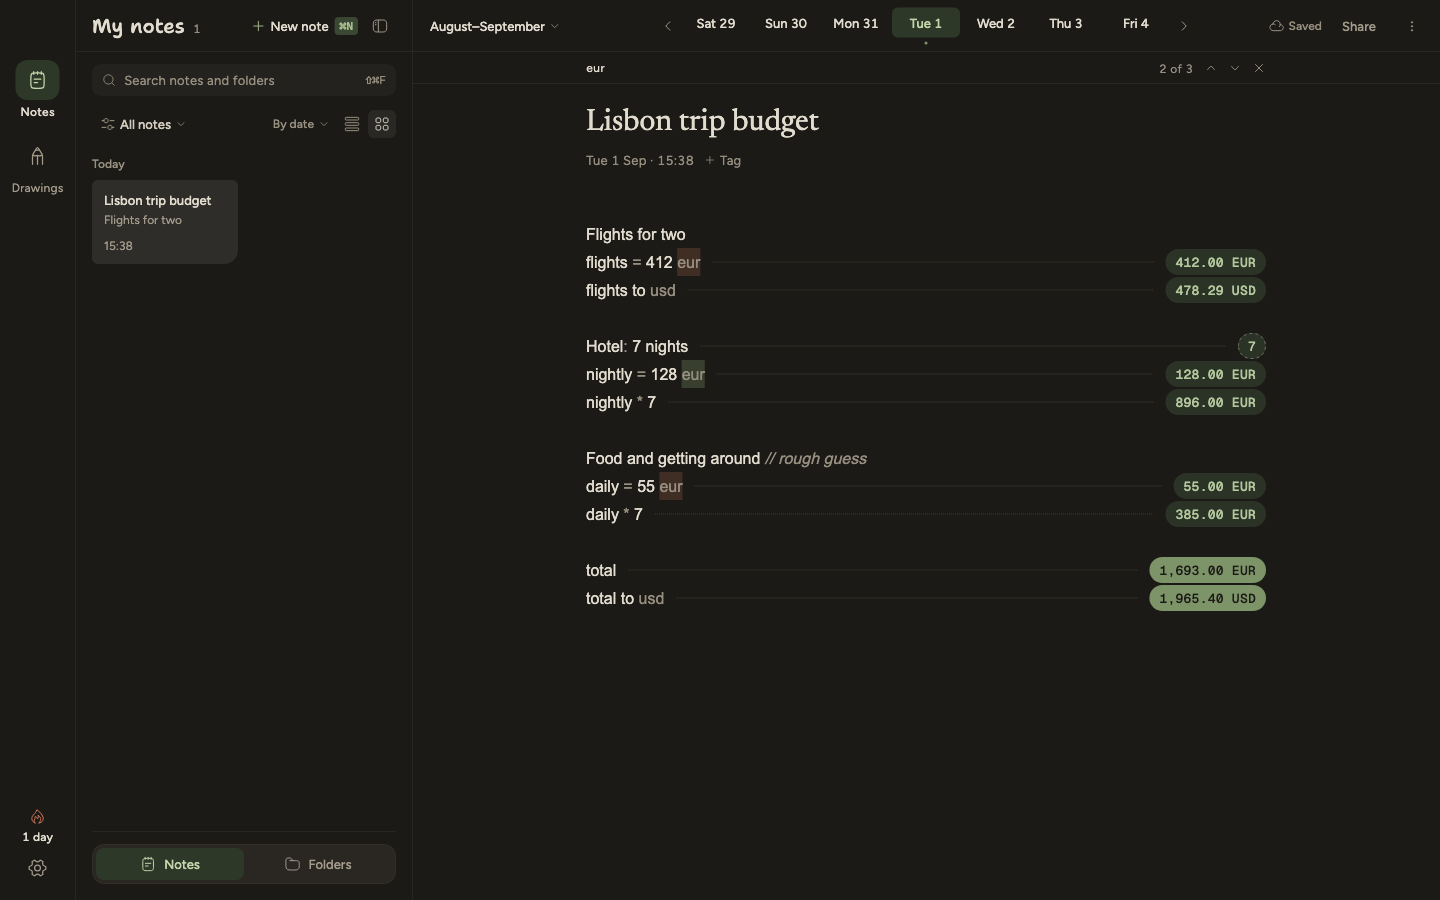 My notes 1
+ New note ⌘N
Search notes and folders ⇧⌘F
All notes
By date
Today
Lisbon trip budget
Flights for two
15:38
Notes
Drawings
1 day
Notes
Folders
August–September
Sat 29
Sun 30
Mon 31
Tue 1
Wed 2
Thu 3
Fri 4
Saved
Share
eur
2 of 3
Lisbon trip budget
Tue 1 Sep · 15:38 + Tag
Flights for two
flights = 412 eur 412.00 EUR
flights to usd 478.29 USD
Hotel: 7 nights 7
nightly = 128 eur 128.00 EUR
nightly * 7 896.00 EUR
Food and getting around // rough guess
daily = 55 eur 55.00 EUR
daily * 7 385.00 EUR
total 1,693.00 EUR
total to usd 1,965.40 USD